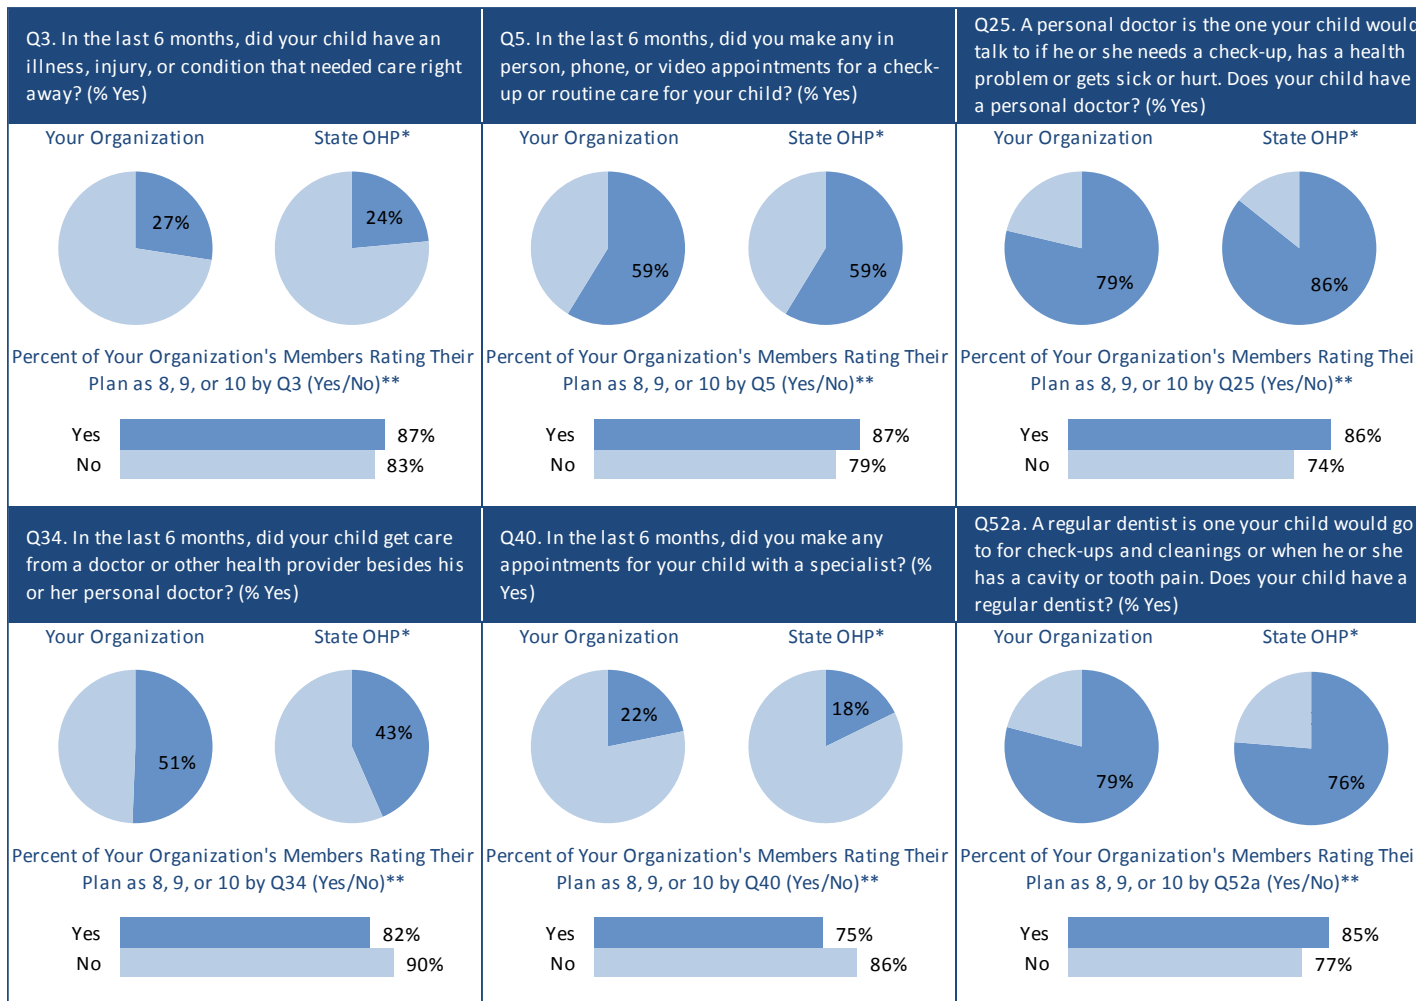 Q3. In the last 6 months, did your child have an
illness, injury, or condition that needed care right
away? (% Yes)
Your Organization
State OHP*
27%
24%
Percent of Your Organization's Members Rating Their
Plan as 8, 9, or 10 by Q3 (Yes/No)**
Yes
87%
No
83%
Q5. In the last 6 months, did you make any in
person, phone, or video appointments for a check-
up or routine care for your child? (% Yes)
Your Organization
State OHP*
59%
59%
Percent of Your Organization's Members Rating Their
Plan as 8, 9, or 10 by Q5 (Yes/No)**
Yes
87%
No
79%
Q25. A personal doctor is the one your child would
talk to if he or she needs a check-up, has a health
problem or gets sick or hurt. Does your child have
a personal doctor? (% Yes)
Your Organization
State OHP*
79%
86%
Percent of Your Organization's Members Rating Thei
Plan as 8, 9, or 10 by Q25 (Yes/No)**
Yes
86%
No
74%
Q34. In the last 6 months, did your child get care
from a doctor or other health provider besides his
or her personal doctor? (% Yes)
Your Organization
State OHP*
51%
43%
Percent of Your Organization's Members Rating Their
Plan as 8, 9, or 10 by Q34 (Yes/No)**
Yes
82%
No
90%
Q40. In the last 6 months, did you make any
appointments for your child with a specialist? (%
Yes)
Your Organization
State OHP*
22%
18%
Percent of Your Organization's Members Rating Their
Plan as 8, 9, or 10 by Q40 (Yes/No)**
Yes
75%
No
86%
Q52a. A regular dentist is one your child would go
to for check-ups and cleanings or when he or she
has a cavity or tooth pain. Does your child have a
regular dentist? (% Yes)
Your Organization
State OHP*
79%
76%
Percent of Your Organization's Members Rating Thei
Plan as 8, 9, or 10 by Q52a (Yes/No)**
Yes
85%
No
77%